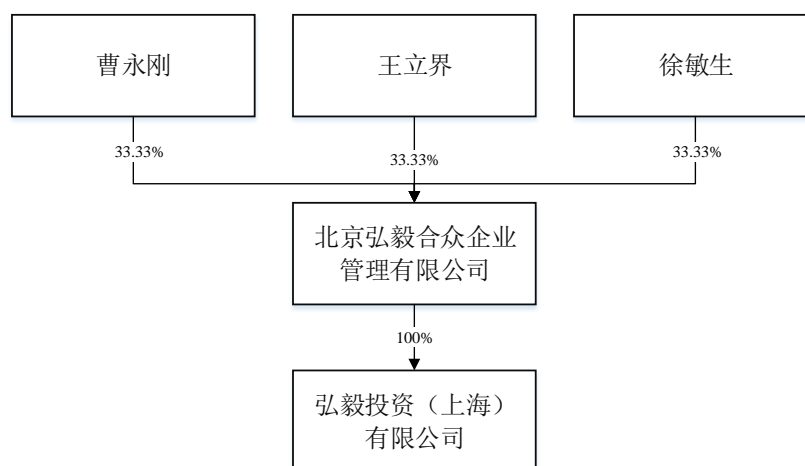 曹永刚
王立界
徐敏生
33.33%
33.33%
33.33%
北京弘毅合众企业
管理有限公司
100%
弘毅投资（上海）
有限公司